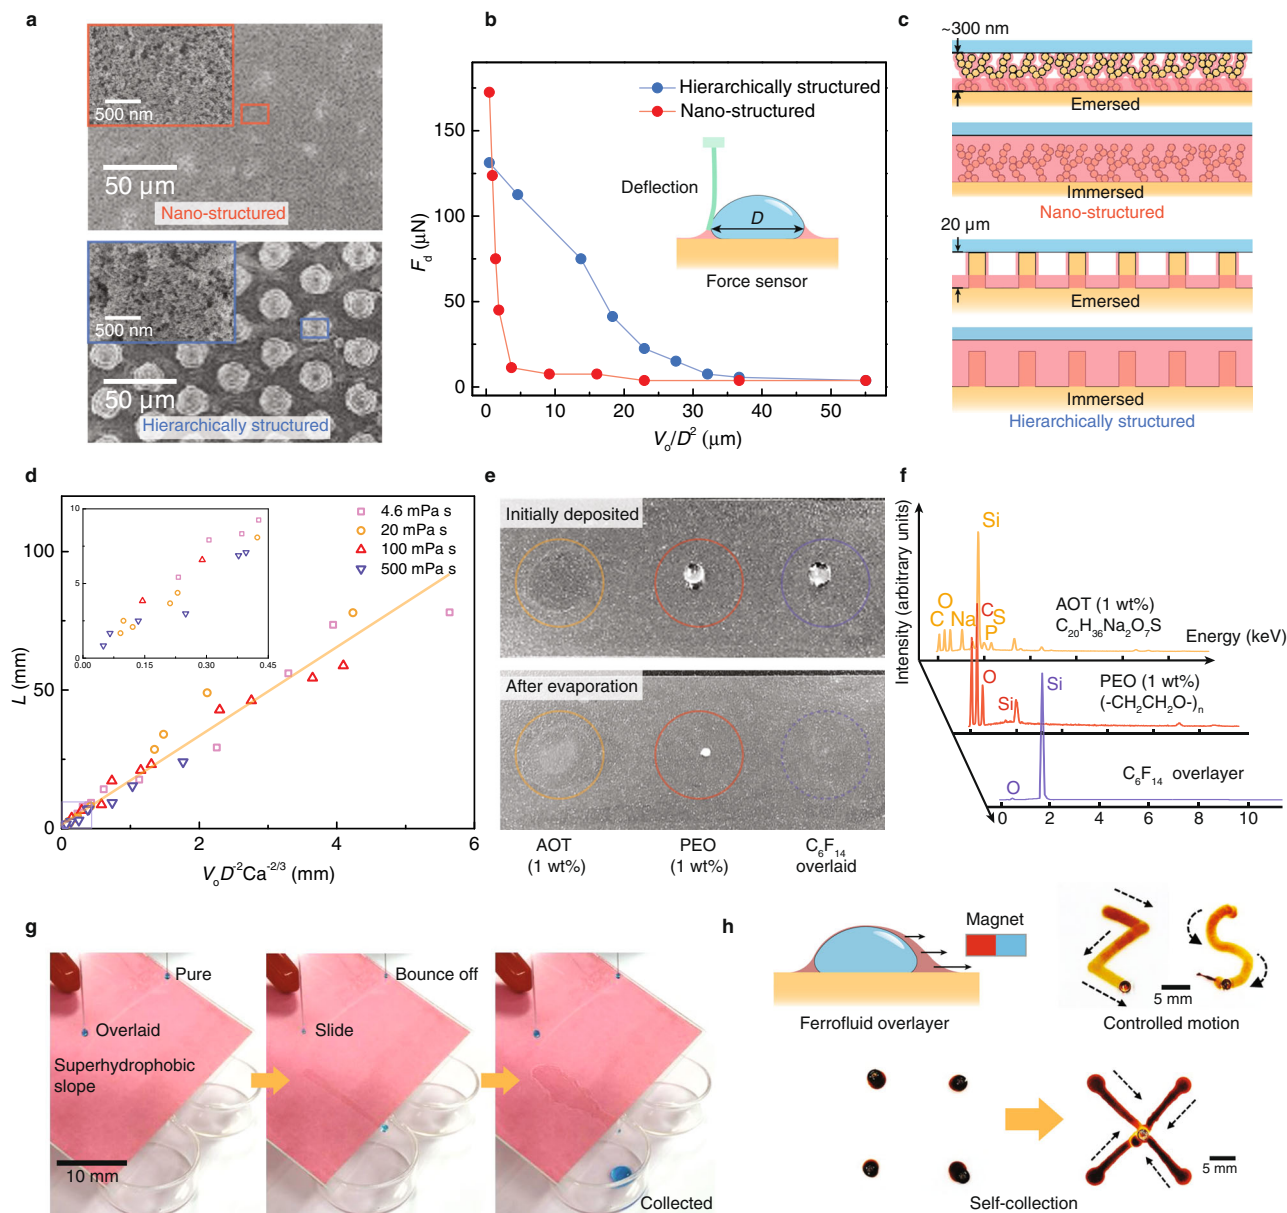 a
500 nm
50 µm
Nano-structured
500 nm
50 µm
Hierarchically structured
b
Hierarchically structured
Nano-structured
150
100
50
0
F_d (µN)
Deflection
D
Force sensor
0 10 20 30 40 50
V_o/D² (µm)
c
~300 nm
Emersed
Immersed
Nano-structured
20 µm
Emersed
Immersed
Hierarchically structured
d
4.6 mPa s
20 mPa s
100 mPa s
500 mPa s
10
5
0
0.00 0.15 0.30 0.45
100
50
0
L (mm)
0 2 4 6
V_oD⁻²Ca⁻²ᐟ³ (mm)
e
Initially deposited
After evaporation
AOT
(1 wt%)
PEO
(1 wt%)
C₆F₁₄
overlaid
f
Intensity (arbitrary units)
Si
O
C Na S
P
AOT (1 wt%)
C₂₀H₃₆Na₂O₇S
Energy (keV)
C
O
Si
PEO (1 wt%)
(-CH₂CH₂O-)ₙ
Si
O
C₆F₁₄ overlayer
0 2 4 6 8 10
g
Pure
Overlaid
Superhydrophobic
slope
10 mm
Bounce off
Slide
Collected
h
Magnet
Ferrofluid overlayer
5 mm
Controlled motion
5 mm
Self-collection